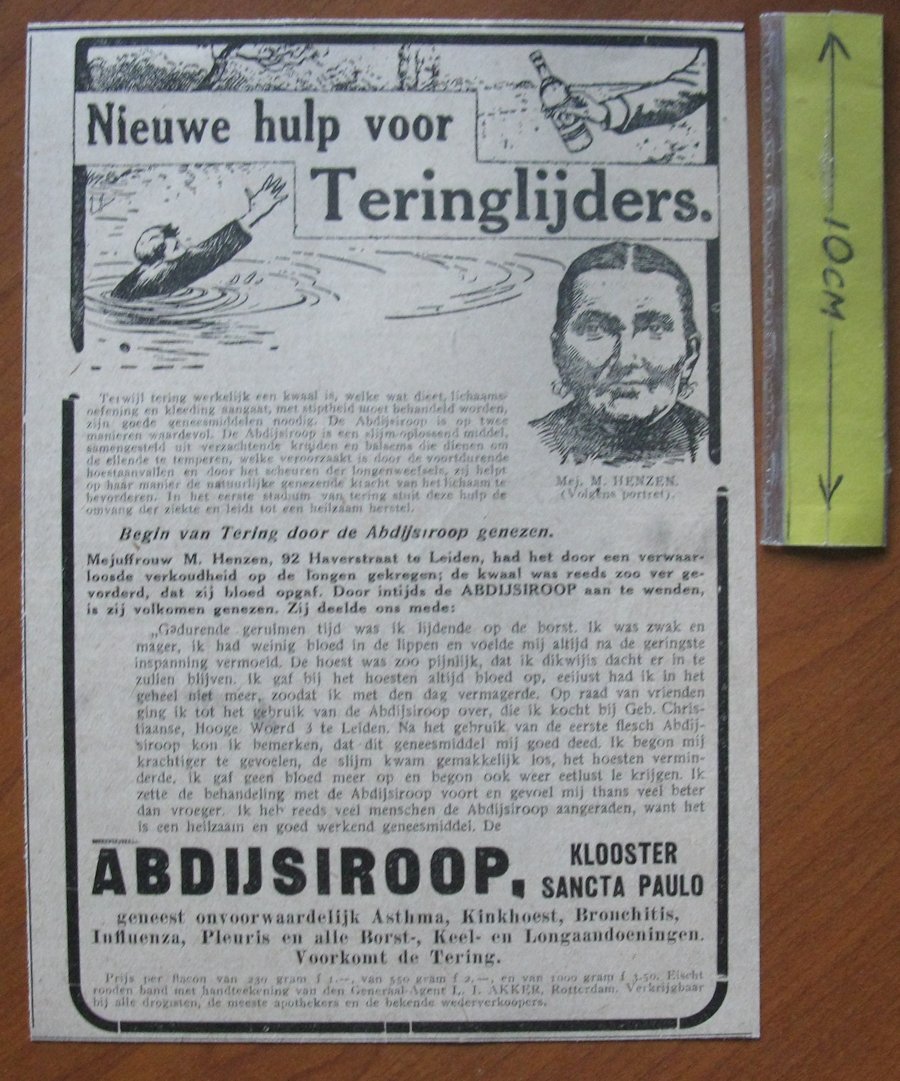 Nieuwe hulp voor
Teringlijders.
10CM
Mej. M. HENZEN.
(Volgens portret).
Terwijl tering werkelijk een kwaal is, welke wat dieet, lichaams-
oefening en kleeding aangaat, met stiptheid moet behandeld worden,
zijn goede geneesmiddelen noodig. De Abdijsiroop is op twee
manieren waardevol. De Abdijsiroop is een slijm-oplossend middel,
samengesteld uit verzachtende kruiden en balsems die dienen om
de ellende te temperen, welke veroorzaakt is door de voortdurende
hoestaanvallen en door het scheuren der longenweefsels, zij helpt
op haar manier de natuurlijke genezende kracht van het lichaam te
bevorderen. In het eerste stadium van tering stuit deze hulp de
omvang der ziekte en leidt tot een heilzaam herstel.
Begin van Tering door de Abdijsiroop genezen.
Mejuffrouw M. Henzen, 92 Haverstraat te Leiden, had het door een verwaar-
loosde verkoudheid op de longen gekregen; de kwaal was reeds zoo ver ge-
vorderd, dat zij bloed opgaf. Door intijds de ABDIJSIROOP aan te wenden,
is zij volkomen genezen. Zij deelde ons mede:
„Gedurende geruimen tijd was ik lijdende op de borst. Ik was zwak en
mager, ik had weinig bloed in de lippen en voelde mij altijd na de geringste
inspanning vermoeid. De hoest was zoo pijnlijk, dat ik dikwijls dacht er in te
zullen blijven. Ik gaf bij het hoesten altijd bloed op, eetlust had ik in het
geheel niet meer, zoodat ik met den dag vermagerde. Op raad van vrienden
ging ik tot het gebruik van de Abdijsiroop over, die ik kocht bij Geb. Chris-
tiaanse, Hooge Woerd 3 te Leiden. Na het gebruik van de eerste flesch Abdij-
siroop kon ik bemerken, dat dit geneesmiddel mij goed deed. Ik begon mij
krachtiger te gevoelen, de slijm kwam gemakkelijk los, het hoesten vermin-
derde, ik gaf geen bloed meer op en begon ook weer eetlust te krijgen. Ik
zette de behandeling met de Abdijsiroop voort en gevoel mij thans veel beter
dan vroeger. Ik heb reeds veel menschen de Abdijsiroop aangeraden, want het
is een heilzaam en goed werkend geneesmiddel. De
ABDIJSIROOP, KLOOSTER
SANCTA PAULO
geneest onvoorwaardelijk Asthma, Kinkhoest, Bronchitis,
Influenza, Pleuris en alle Borst-, Keel- en Longaandoeningen.
Voorkomt de Tering.
Prijs per flacon van 230 gram f 1.—, van 550 gram f 2.—, en van 1000 gram f 3.50. Eischt
rooden band met handteekening van den Generaal-Agent L. I. AKKER, Rotterdam. Verkrijgbaar
bij alle drogisten, de meeste apothekers en de bekende wederverkoopers.